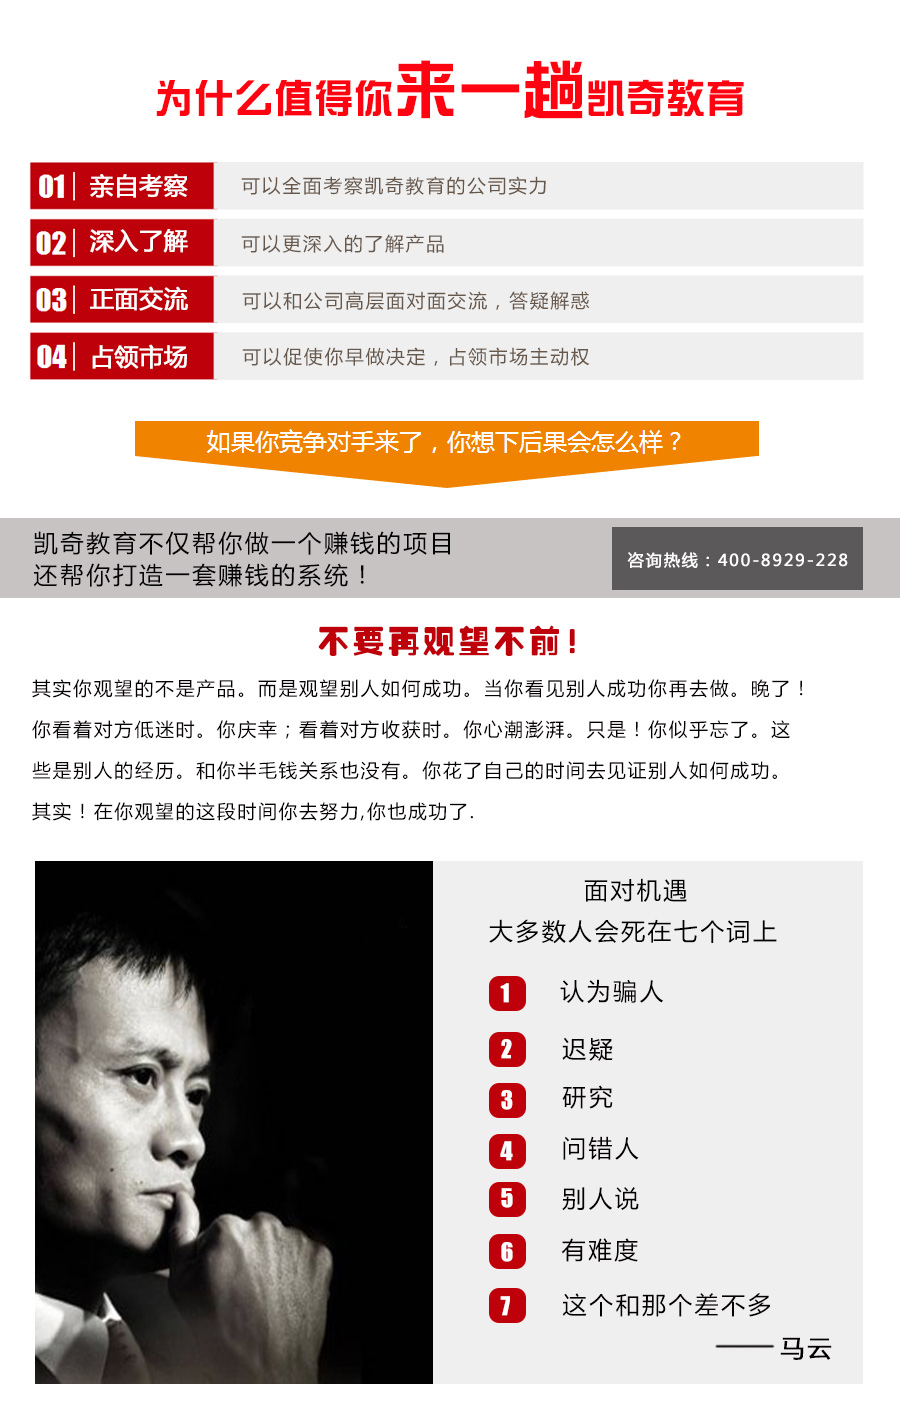 为什么值得你来一趟凯奇教育
01 亲自考察 可以全面考察凯奇教育的公司实力
02 深入了解 可以更深入的了解产品
03 正面交流 可以和公司高层面对面交流，答疑解惑
04 占领市场 可以促使你早做决定，占领市场主动权
如果你竞争对手来了，你想下后果会怎么样？
凯奇教育不仅帮你做一个赚钱的项目
还帮你打造一套赚钱的系统！
咨询热线：400-8929-228
不要再观望不前！
其实你观望的不是产品。而是观望别人如何成功。当你看见别人成功你再去做。晚了！
你看着对方低迷时。你庆幸；看着对方收获时。你心潮澎湃。只是！你似乎忘了。这
些是别人的经历。和你半毛钱关系也没有。你花了自己的时间去见证别人如何成功。
其实！在你观望的这段时间你去努力,你也成功了.
面对机遇
大多数人会死在七个词上
1 认为骗人
2 迟疑
3 研究
4 问错人
5 别人说
6 有难度
7 这个和那个差不多
——马云